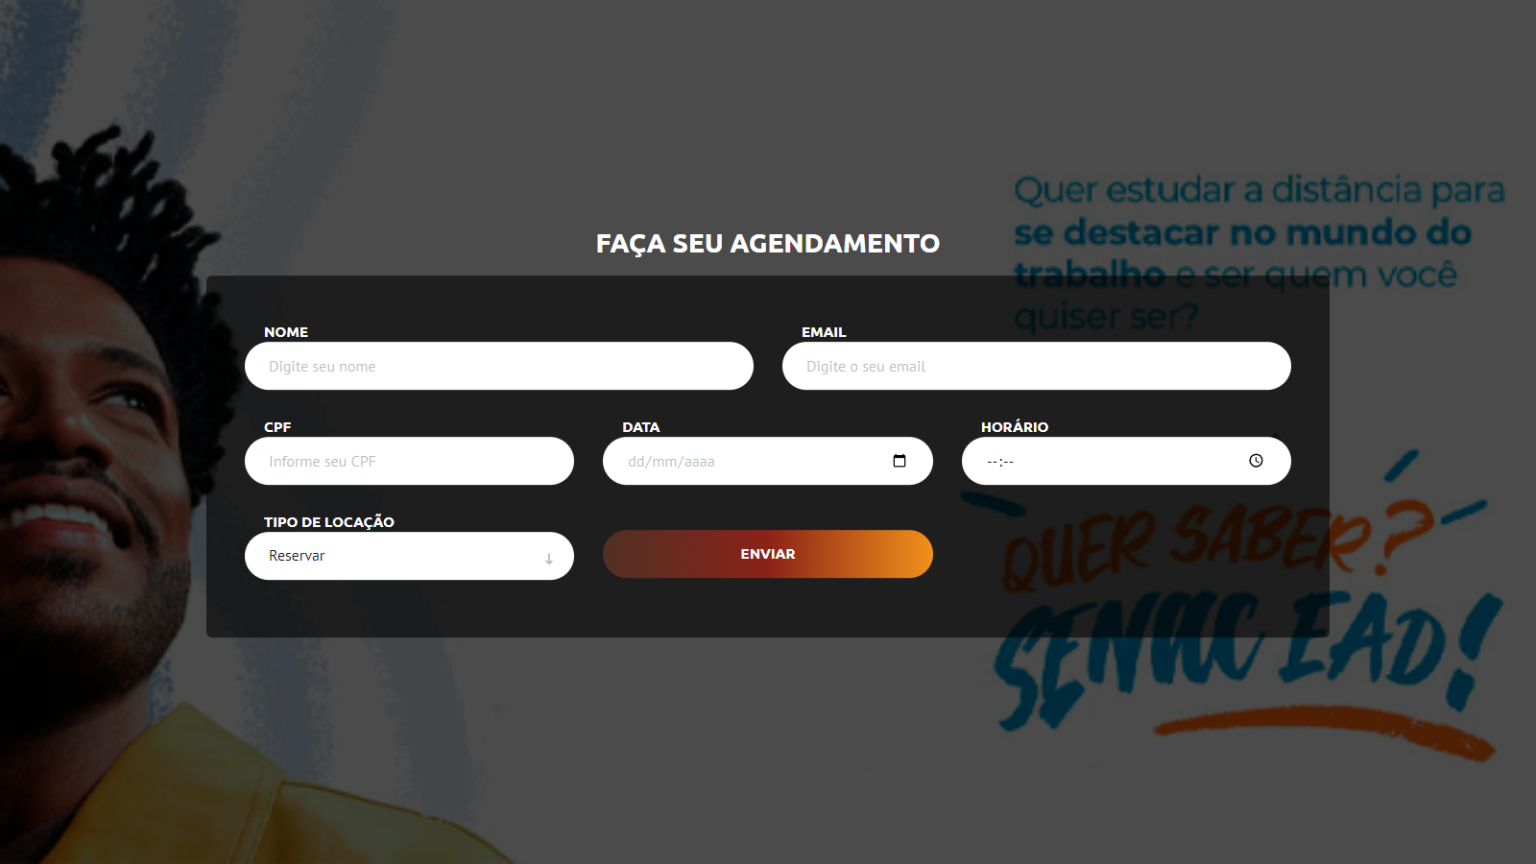 Quer estudar a distância para
se destacar no mundo do
trabalho e ser quem você
quiser ser?
FAÇA SEU AGENDAMENTO
NOME
EMAIL
Digite seu nome
Digite o seu email
CPF
DATA
HORÁRIO
Informe seu CPF
dd/mm/aaaa
--:--
TIPO DE LOCAÇÃO
Reservar
ENVIAR
QUER SABER?
SENAC EAD!